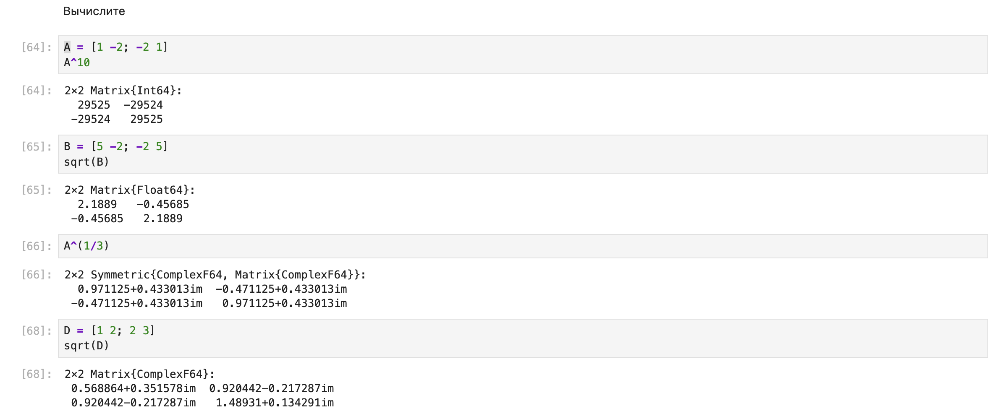 Вычислите
[64]: A = [1 −2; −2 1]
A^10
[64]: 2×2 Matrix{Int64}:
29525 −29524
−29524 29525
[65]: B = [5 −2; −2 5]
sqrt(B)
[65]: 2×2 Matrix{Float64}:
2.1889 −0.45685
−0.45685 2.1889
[66]: A^(1/3)
[66]: 2×2 Symmetric{ComplexF64, Matrix{ComplexF64}}:
0.971125+0.433013im −0.471125+0.433013im
−0.471125+0.433013im 0.971125+0.433013im
[68]: D = [1 2; 2 3]
sqrt(D)
[68]: 2×2 Matrix{ComplexF64}:
0.568864+0.351578im 0.920442−0.217287im
0.920442−0.217287im 1.48931+0.134291im